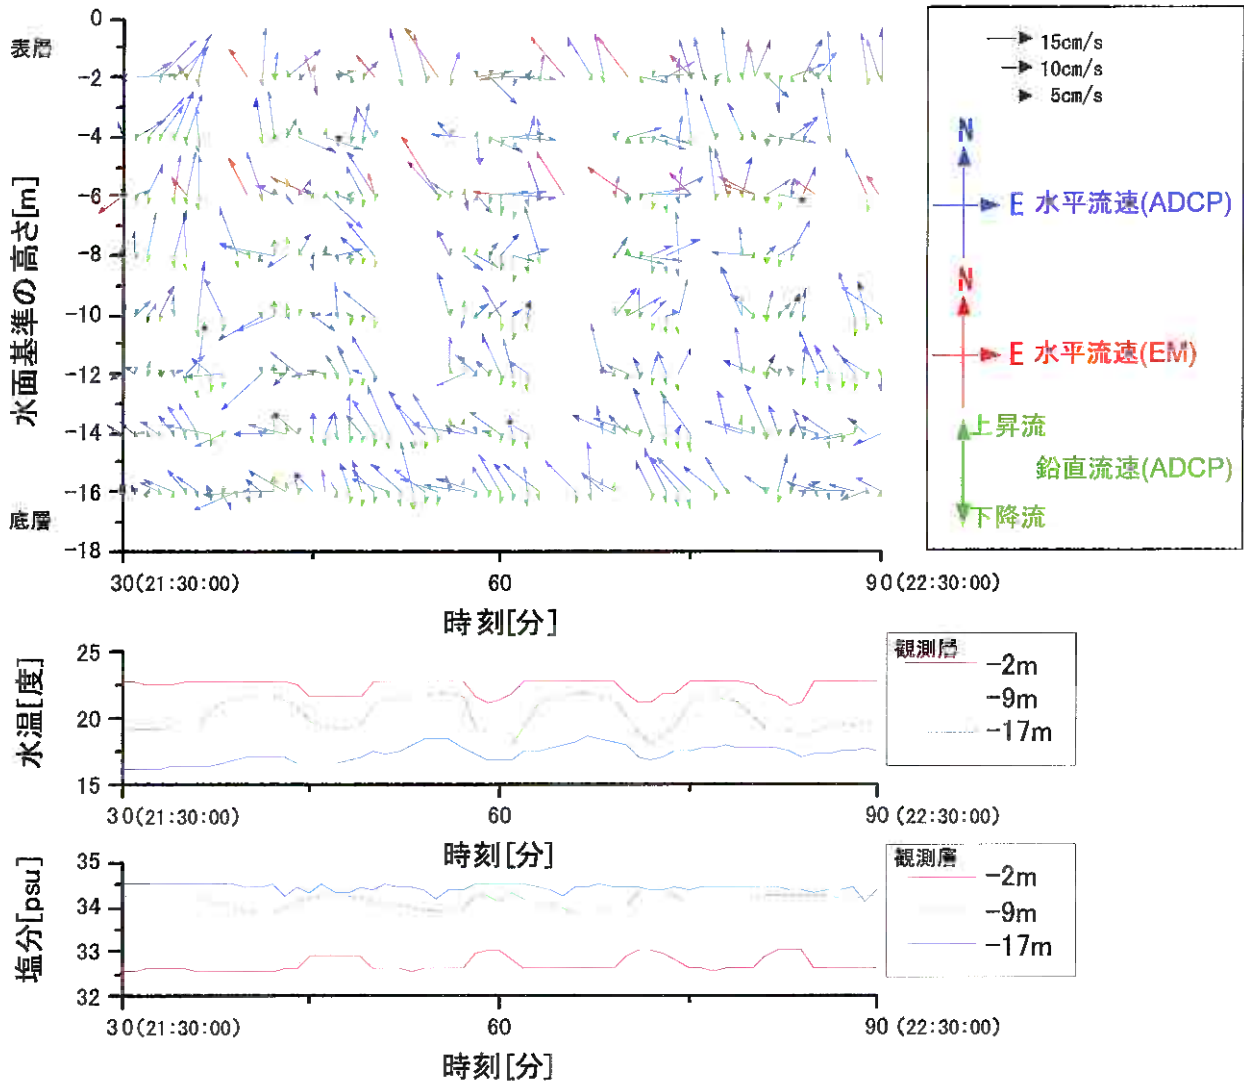 0
表層
-2
-4
-6
-8
-10
-12
-14
-16
底層
-18
水面基準の高さ[m]
30(21:30:00)
60
90(22:30:00)
時刻[分]
15cm/s
10cm/s
5cm/s
N
E 水平流速(ADCP)
N
E 水平流速(EM)
上昇流
鉛直流速(ADCP)
下降流
25
20
15
水温[度]
30(21:30:00)
60
90(22:30:00)
時刻[分]
観測層
-2m
-9m
-17m
35
34
33
32
塩分[psu]
30(21:30:00)
60
90(22:30:00)
時刻[分]
観測層
-2m
-9m
-17m